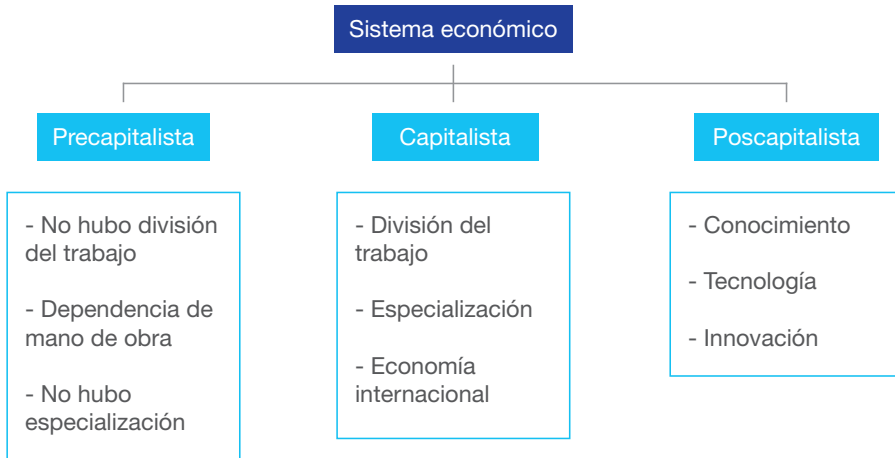 Sistema económico
Precapitalista
Capitalista
Poscapitalista
- No hubo división
del trabajo
- Dependencia de
mano de obra
- No hubo
especialización
- División del
trabajo
- Especialización
- Economía
internacional
- Conocimiento
- Tecnología
- Innovación